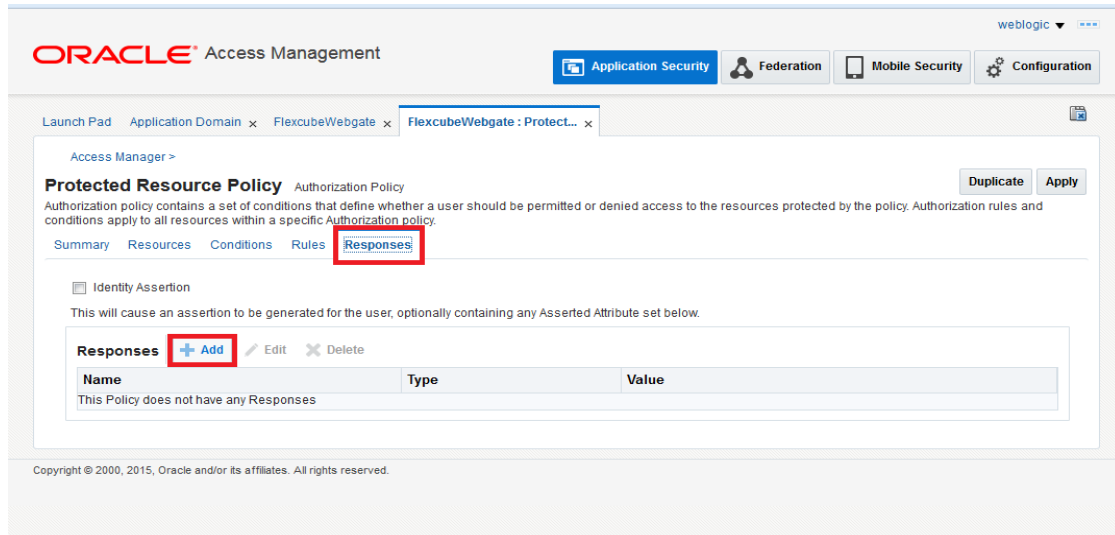 weblogic
ORACLE Access Management
Application Security Federation Mobile Security Configuration
Launch Pad Application Domain x FlexcubeWebgate x FlexcubeWebgate : Protect... x
Access Manager >
Protected Resource Policy Authorization Policy
Duplicate Apply
Authorization policy contains a set of conditions that define whether a user should be permitted or denied access to the resources protected by the policy. Authorization rules and
conditions apply to all resources within a specific Authorization policy.
Summary Resources Conditions Rules Responses
Identity Assertion
This will cause an assertion to be generated for the user, optionally containing any Asserted Attribute set below.
Responses Add Edit Delete
Name Type Value
This Policy does not have any Responses
Copyright © 2000, 2015, Oracle and/or its affiliates. All rights reserved.